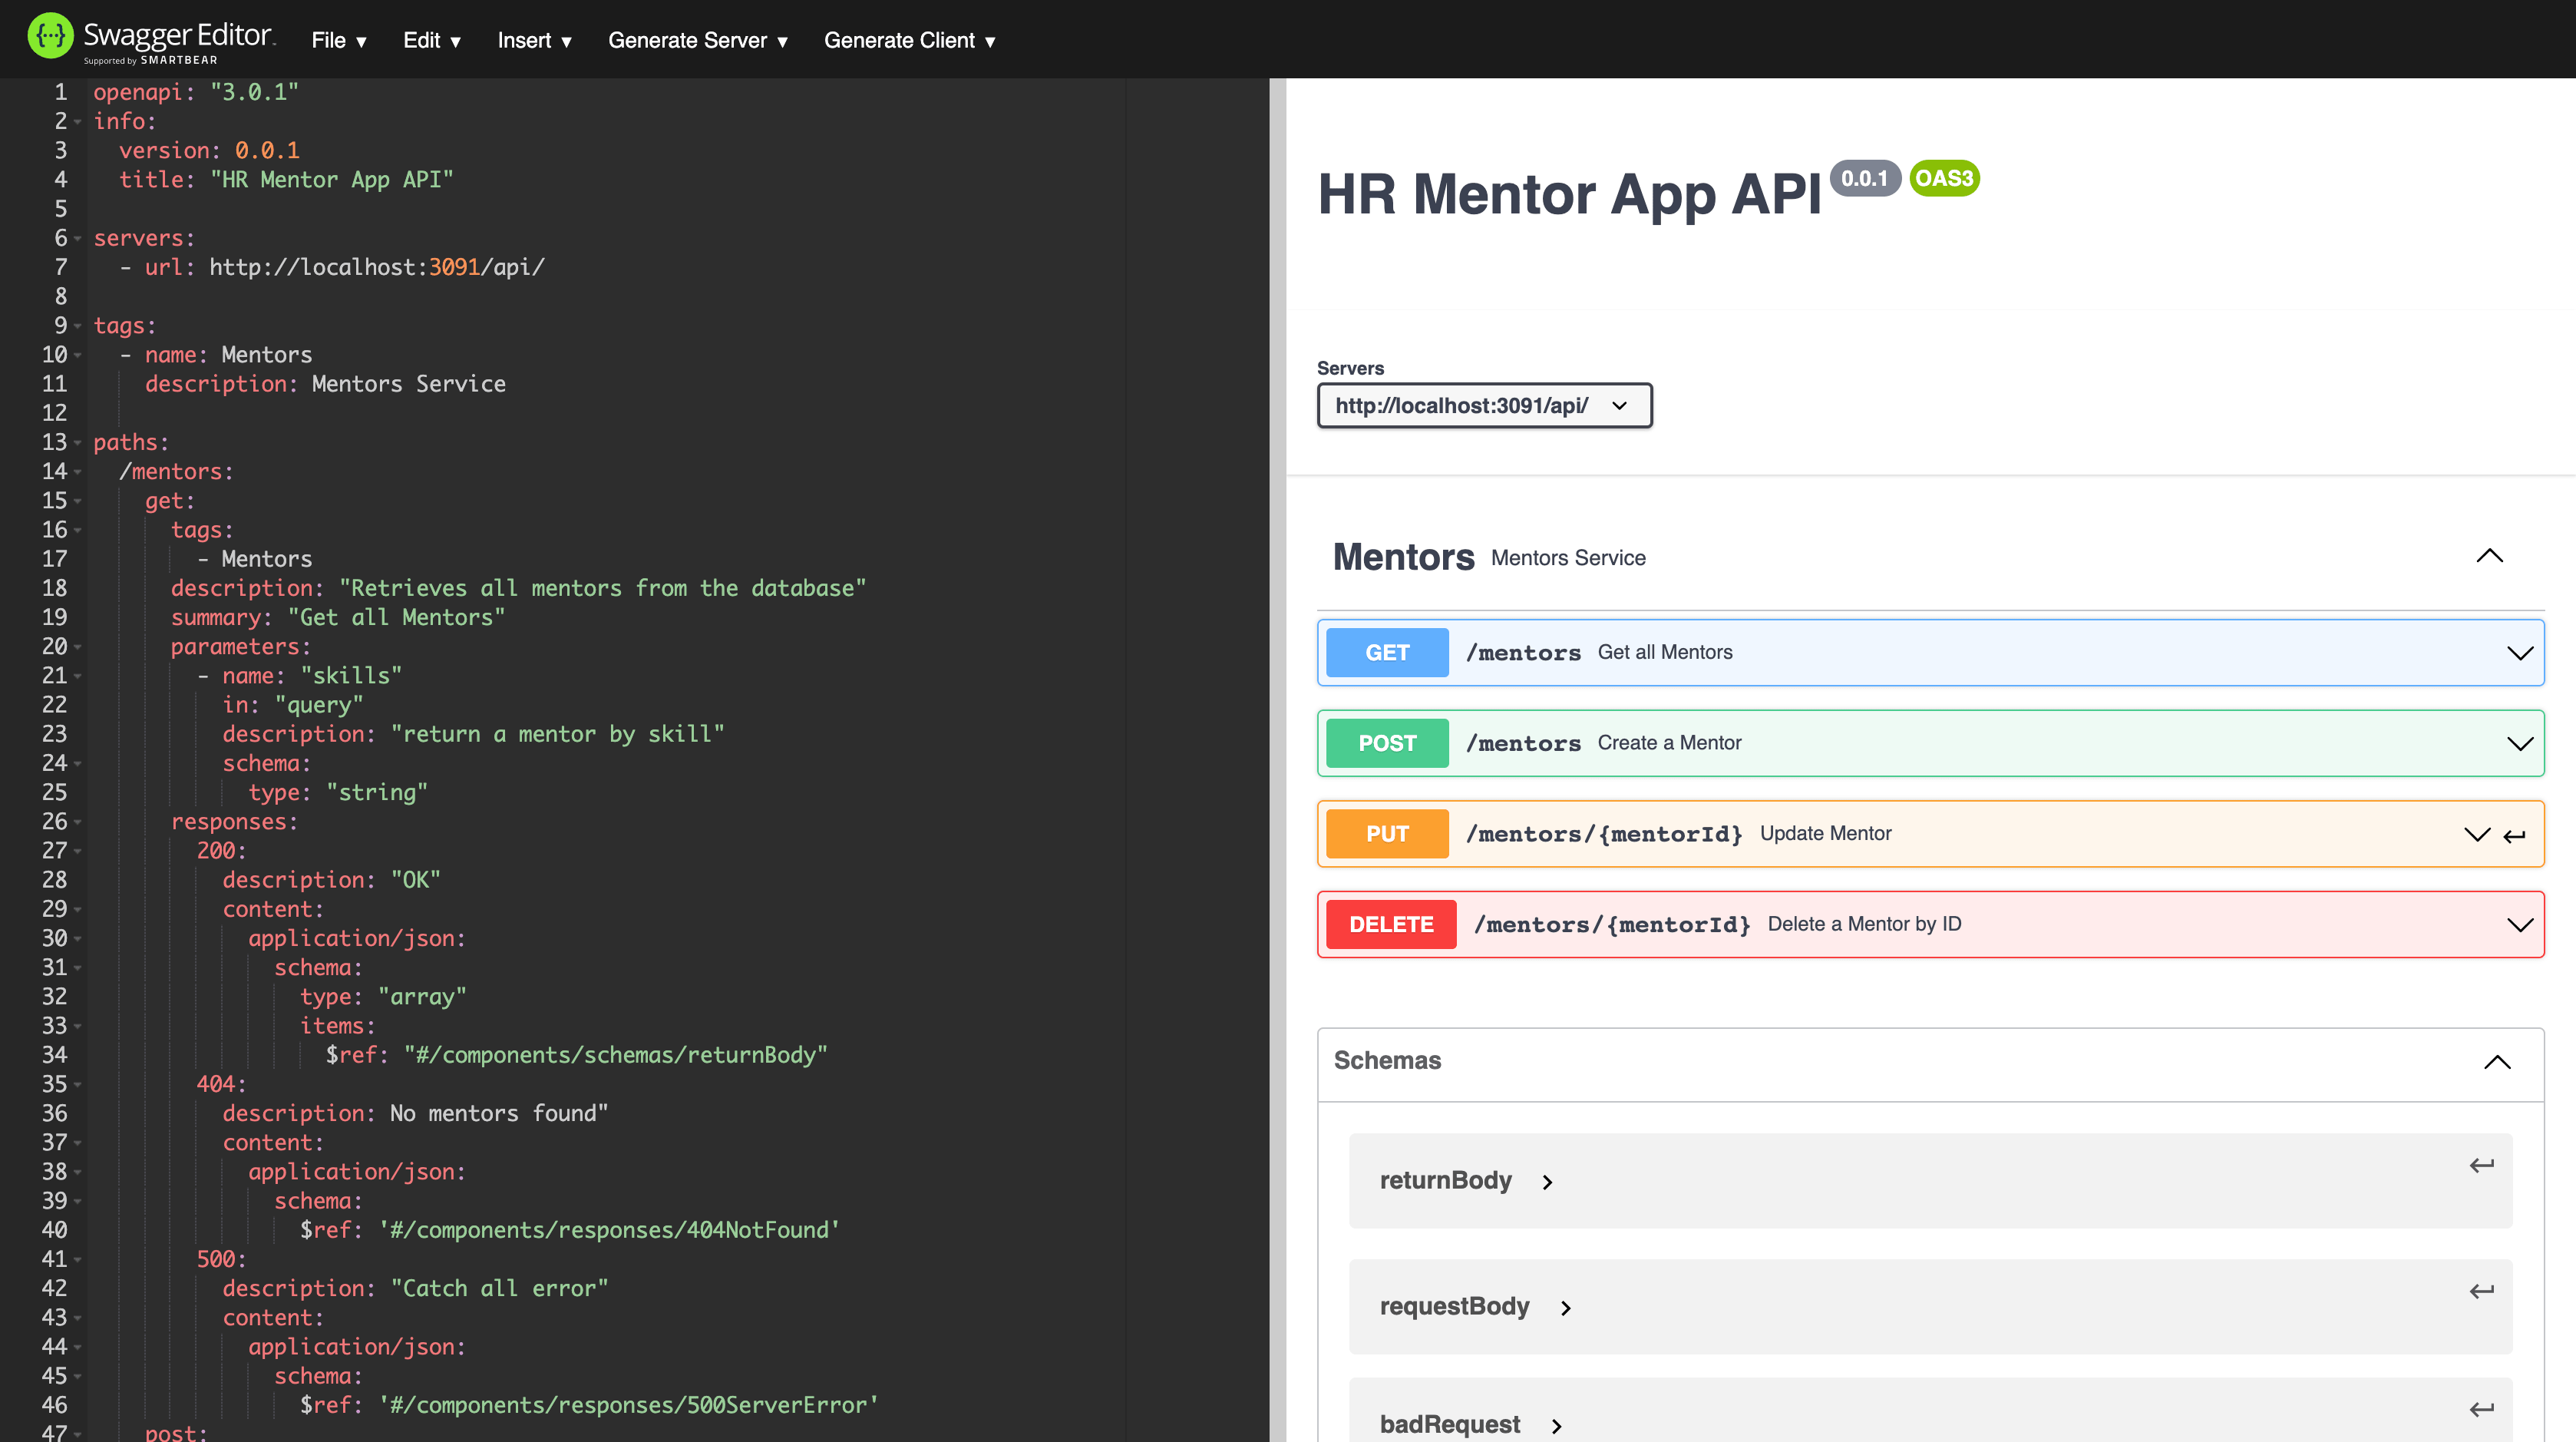 Swagger Editor
Supported by SMARTBEAR
File ▾ Edit ▾ Insert ▾ Generate Server ▾ Generate Client ▾
1 openapi: "3.0.1"
2 info:
3   version: 0.0.1
4   title: "HR Mentor App API"
5
6 servers:
7   - url: http://localhost:3091/api/
8
9 tags:
10   - name: Mentors
11     description: Mentors Service
12
13 paths:
14   /mentors:
15     get:
16       tags:
17         - Mentors
18       description: "Retrieves all mentors from the database"
19       summary: "Get all Mentors"
20       parameters:
21         - name: "skills"
22           in: "query"
23           description: "return a mentor by skill"
24           schema:
25             type: "string"
26       responses:
27         200:
28           description: "OK"
29           content:
30             application/json:
31               schema:
32                 type: "array"
33                 items:
34                   $ref: "#/components/schemas/returnBody"
35         404:
36           description: No mentors found"
37           content:
38             application/json:
39               schema:
40                 $ref: '#/components/responses/404NotFound'
41         500:
42           description: "Catch all error"
43           content:
44             application/json:
45               schema:
46                 $ref: '#/components/responses/500ServerError'
47     post:
HR Mentor App API 0.0.1 OAS3
Servers
http://localhost:3091/api/
Mentors Mentors Service
GET /mentors Get all Mentors
POST /mentors Create a Mentor
PUT /mentors/{mentorId} Update Mentor
DELETE /mentors/{mentorId} Delete a Mentor by ID
Schemas
returnBody
requestBody
badRequest